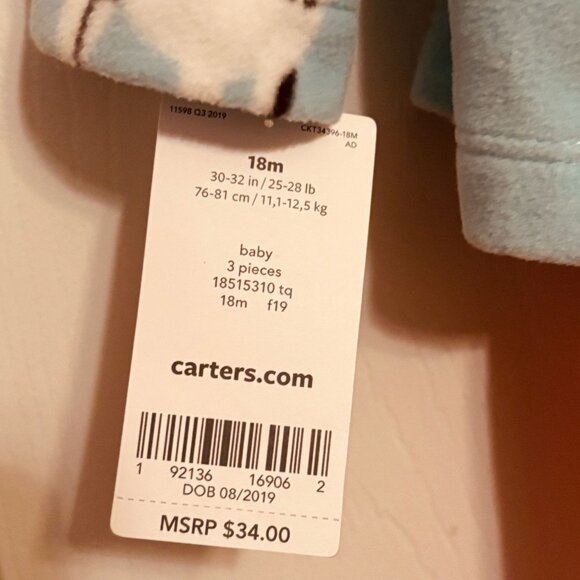 11598 Q3 2019
CKT34396-18M
AD
18m
30-32 in / 25-28 lb
76-81 cm / 11,1-12,5 kg
baby
3 pieces
18515310 tq
18m f19
carters.com
1 92136 16906 2
DOB 08/2019
MSRP $34.00